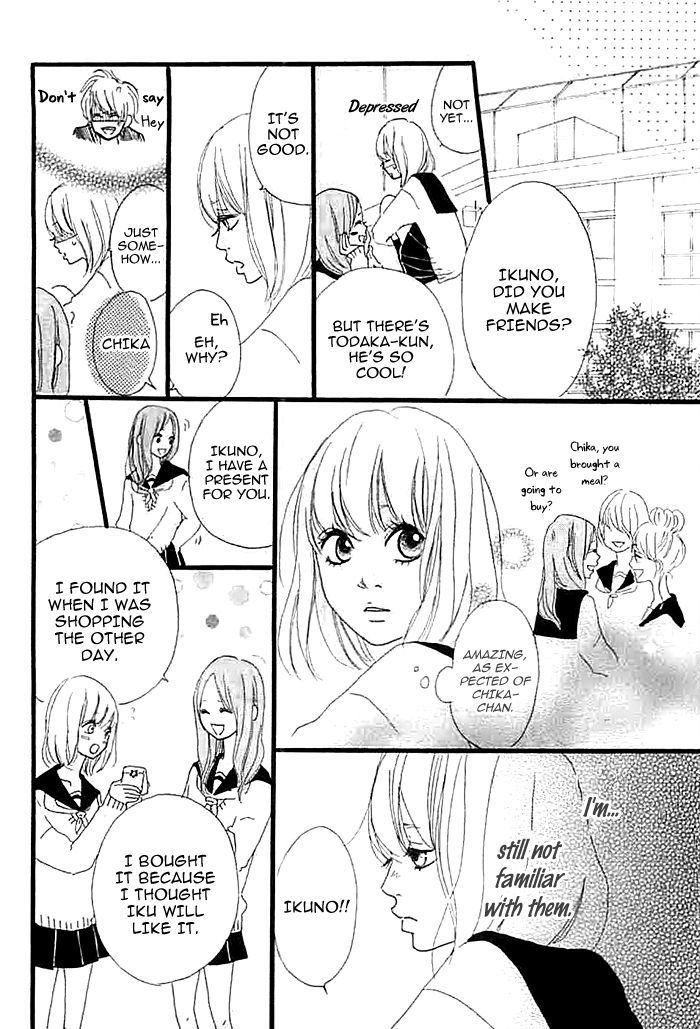 IKUNO,
DID YOU
MAKE
FRIENDS?
NOT
YET...
Depressed
BUT THERE'S
TODAKA-KUN,
HE'S SO
COOL!
IT'S
NOT
GOOD.
Eh
EH,
WHY?
Don't say
Hey
JUST
SOME-
HOW...
CHIKA
Chika, you
brought a
meal?
Or are
going to
buy?
AMAZING,
AS EX-
PECTED OF
CHIKA-
CHAN.
I'm...
still not
familiar
with them.
IKUNO!!
IKUNO,
I HAVE A
PRESENT
FOR YOU.
I FOUND IT
WHEN I WAS
SHOPPING
THE OTHER
DAY.
I BOUGHT
IT BECAUSE
I THOUGHT
IKU WILL
LIKE IT.